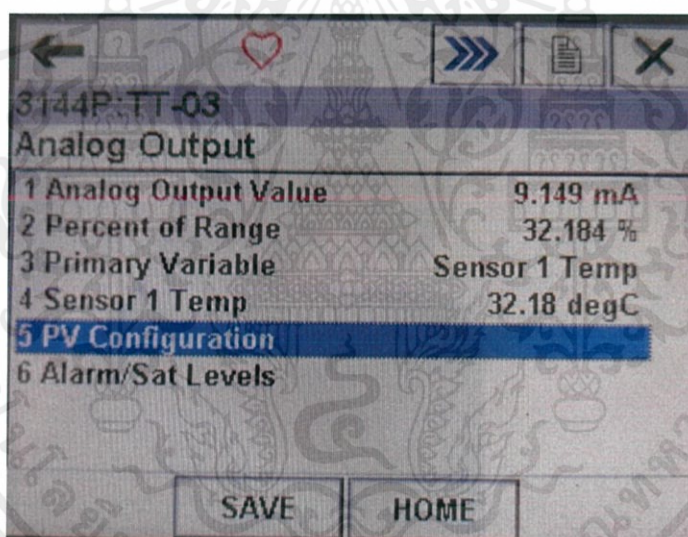 3144P:TT-03
Analog Output
1 Analog Output Value 9.149 mA
2 Percent of Range 32.184 %
3 Primary Variable Sensor 1 Temp
4 Sensor 1 Temp 32.18 degC
5 PV Configuration
6 Alarm/Sat Levels
SAVE HOME